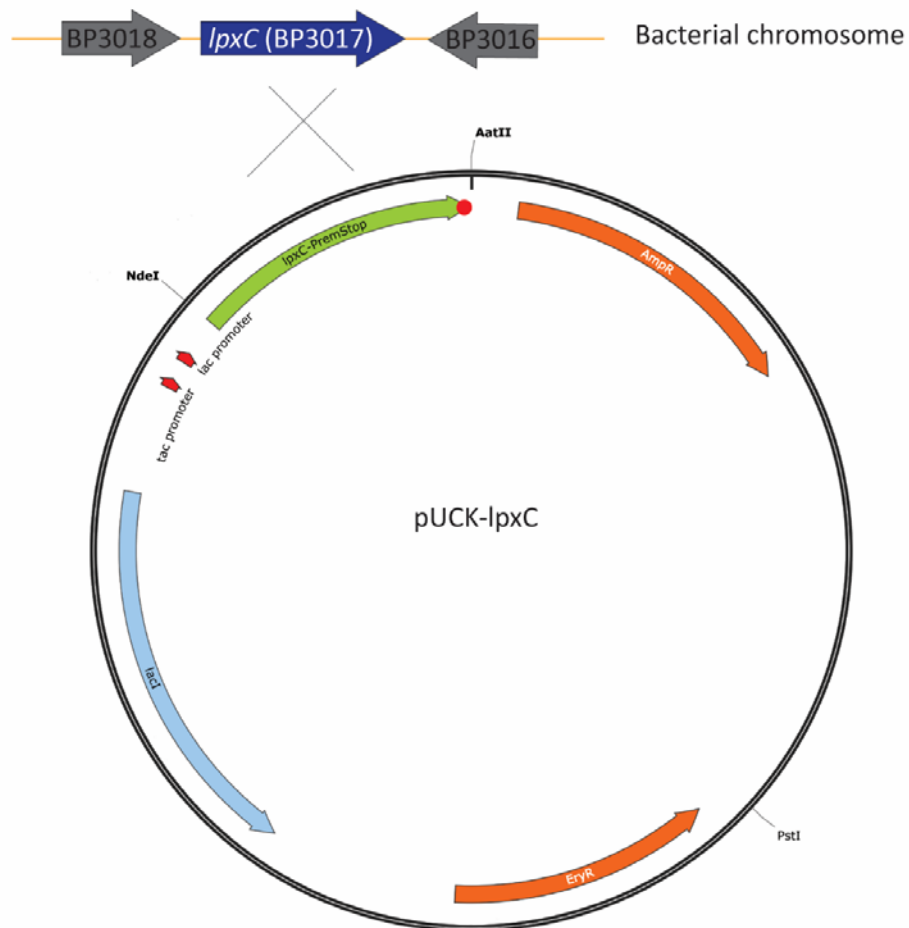 BP3018 lpxC (BP3017) BP3016 Bacterial chromosome
AatII
lpxC-PremStop
AmpR
NdeI
lac promoter
tac promoter
pUCK-lpxC
lacI
PstI
EryR